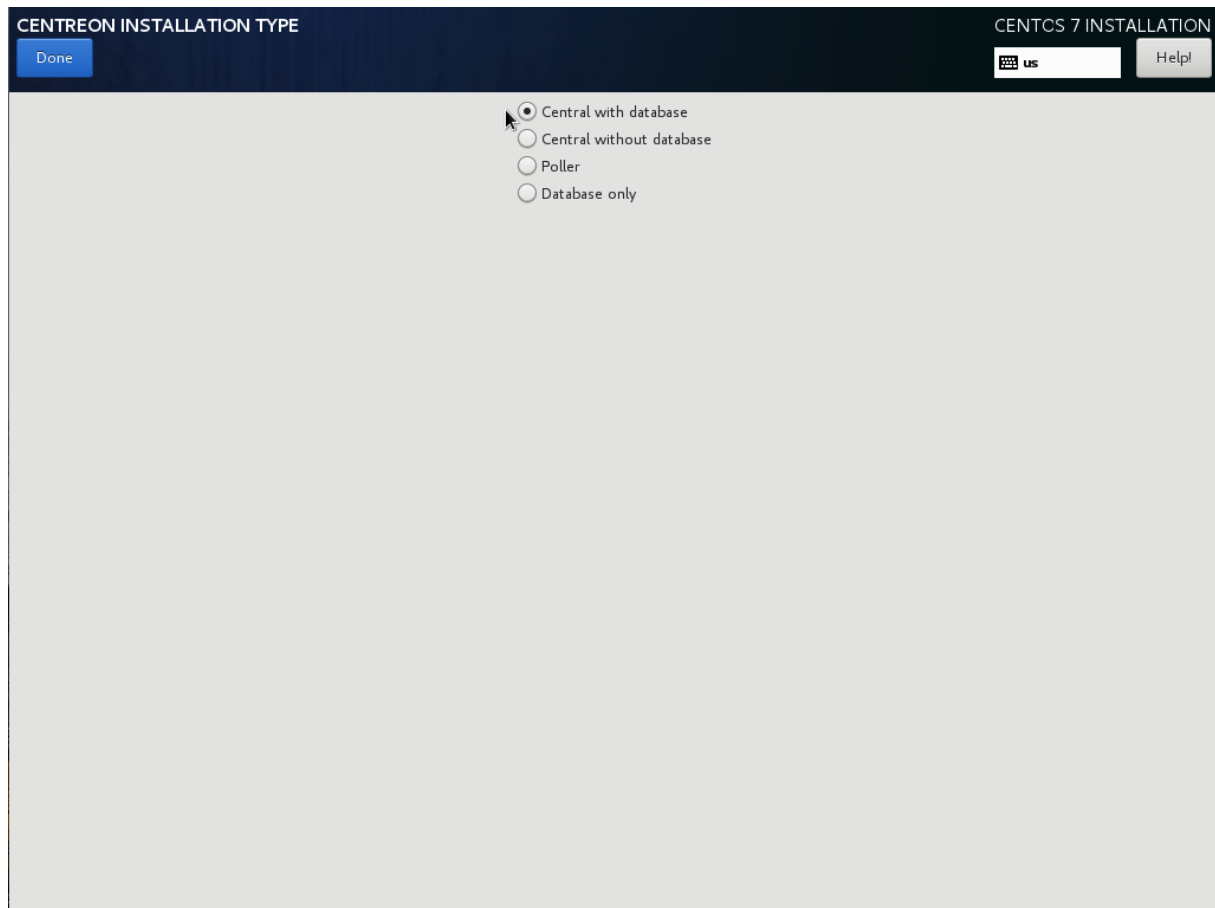 CENTREON INSTALLATION TYPE
CENTOS 7 INSTALLATION
Done
us
Help!
Central with database
Central without database
Poller
Database only